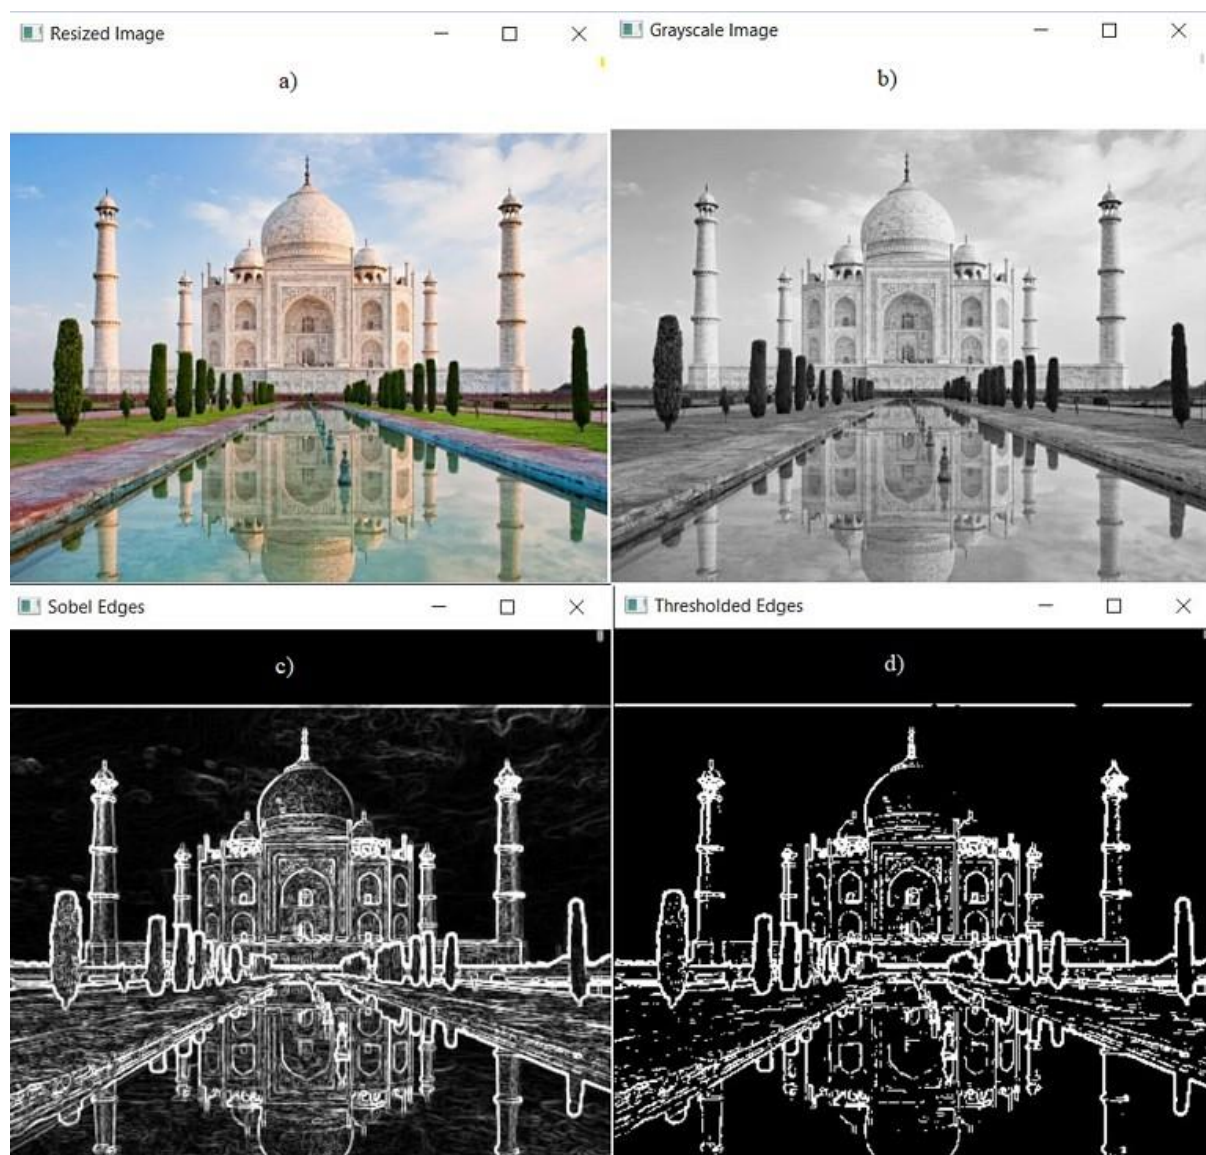 Resized Image
a)
Grayscale Image
b)
Sobel Edges
c)
Thresholded Edges
d)